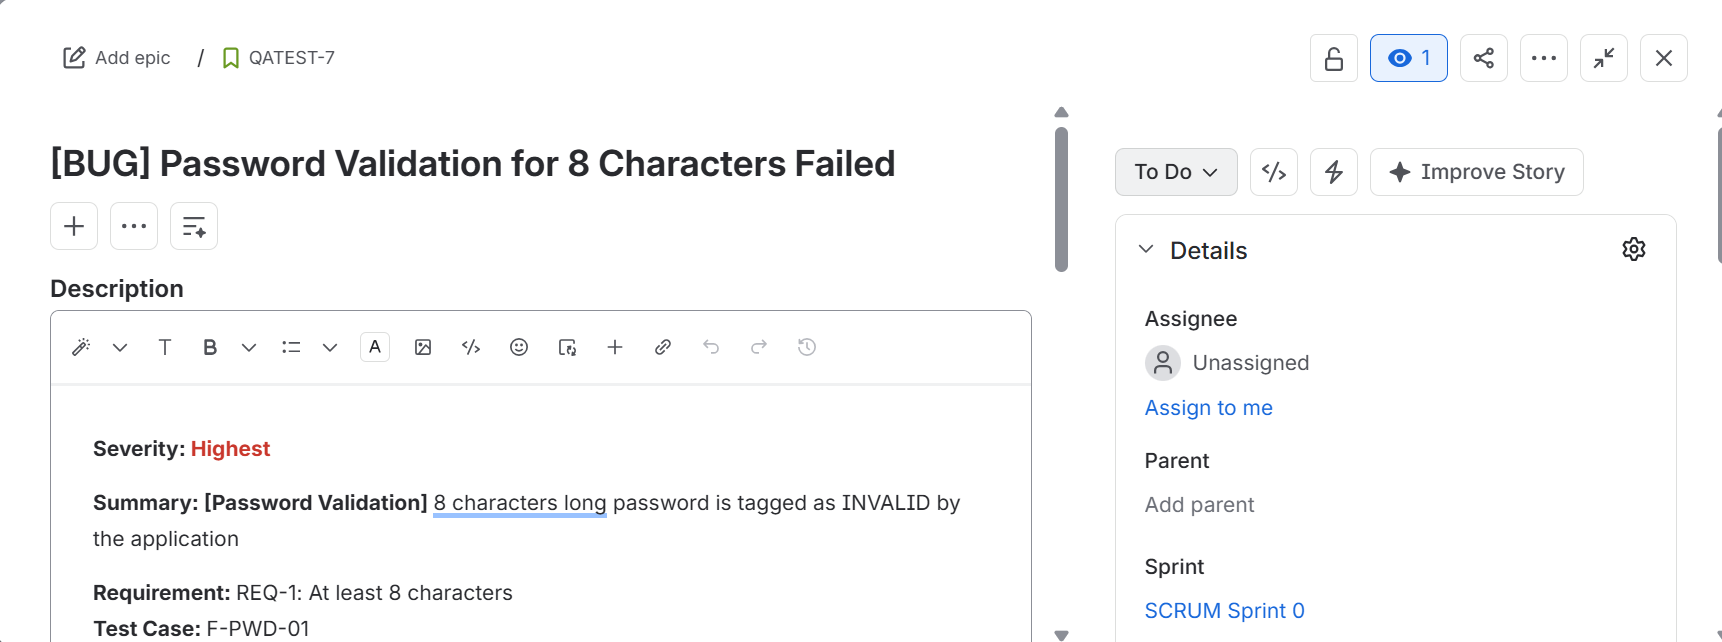 Add epic / QATEST-7
1
[BUG] Password Validation for 8 Characters Failed
To Do
Improve Story
Description
Details
T B A
Assignee
Unassigned
Assign to me
Severity: Highest
Parent
Summary: [Password Validation] 8 characters long password is tagged as INVALID by
the application
Add parent
Sprint
Requirement: REQ-1: At least 8 characters
SCRUM Sprint 0
Test Case: F-PWD-01